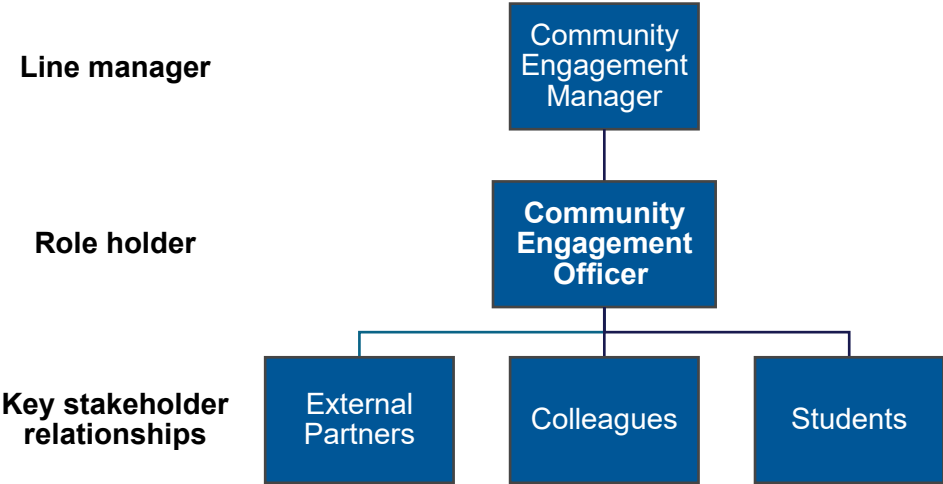 Line manager
Community
Engagement
Manager
Role holder
Community
Engagement
Officer
Key stakeholder
relationships
External
Partners
Colleagues
Students